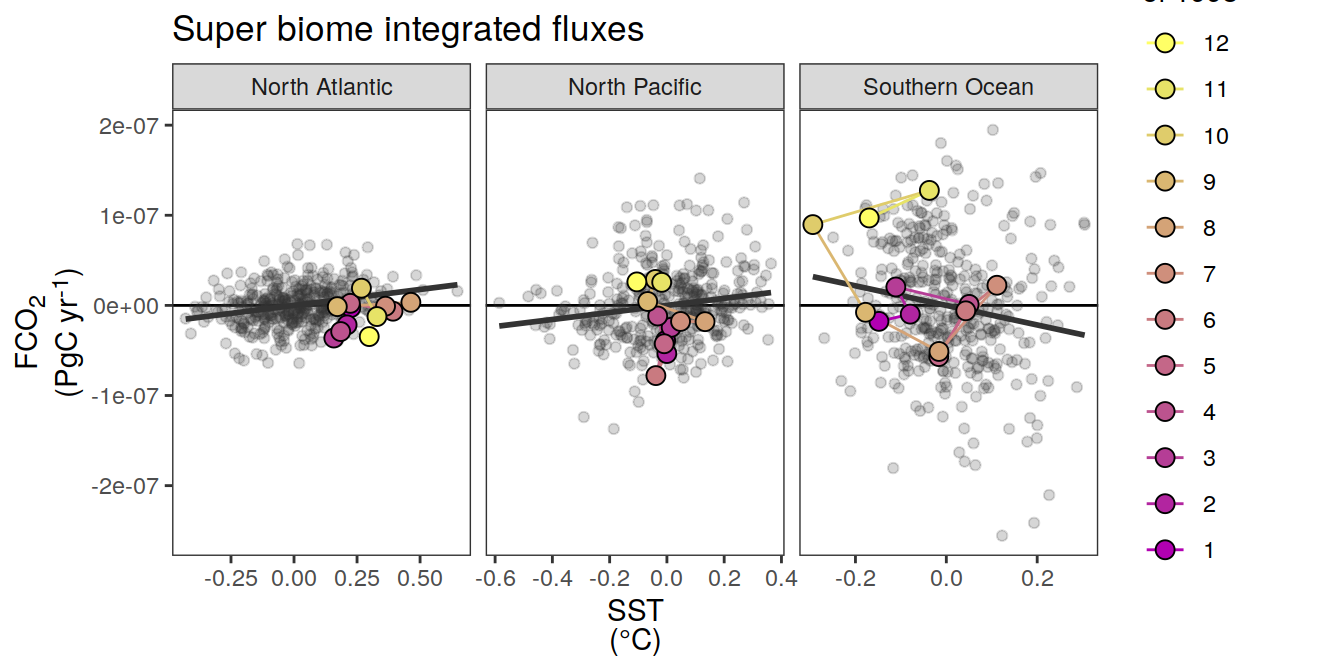 Super biome integrated fluxes
North Atlantic
North Pacific
Southern Ocean
2e-07
1e-07
0e+00
-1e-07
-2e-07
FCO₂
(PgC yr⁻¹)
-0.25 0.00 0.25 0.50
-0.6 -0.4 -0.2 0.0 0.2 0.4
-0.2 0.0 0.2
SST
(°C)
12
11
10
9
8
7
6
5
4
3
2
1